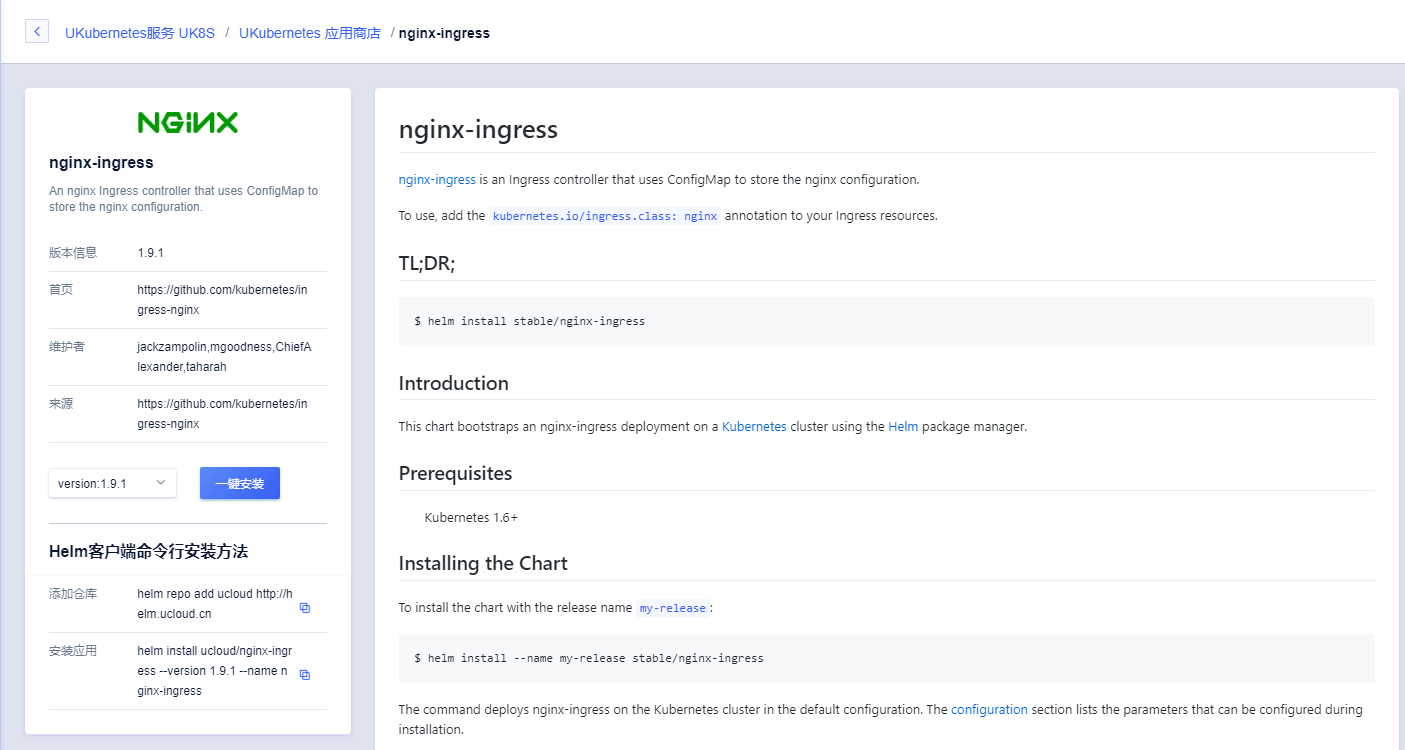 UKubernetes服务 UK8S / UKubernetes 应用商店 / nginx-ingress
NGINX
nginx-ingress
An nginx Ingress controller that uses ConfigMap to
store the nginx configuration.
版本信息 1.9.1
首页 https://github.com/kubernetes/in
gress-nginx
维护者 jackzampolin,mgoodness,ChiefA
lexander,taharah
来源 https://github.com/kubernetes/in
gress-nginx
version:1.9.1 一键安装
Helm客户端命令行安装方法
添加仓库 helm repo add ucloud http://h
elm.ucloud.cn
安装应用 helm install ucloud/nginx-ingr
ess --version 1.9.1 --name n
ginx-ingress
nginx-ingress
nginx-ingress is an Ingress controller that uses ConfigMap to store the nginx configuration.
To use, add the kubernetes.io/ingress.class: nginx annotation to your Ingress resources.
TL;DR;
$ helm install stable/nginx-ingress
Introduction
This chart bootstraps an nginx-ingress deployment on a Kubernetes cluster using the Helm package manager.
Prerequisites
Kubernetes 1.6+
Installing the Chart
To install the chart with the release name my-release:
$ helm install --name my-release stable/nginx-ingress
The command deploys nginx-ingress on the Kubernetes cluster in the default configuration. The configuration section lists the parameters that can be configured during
installation.